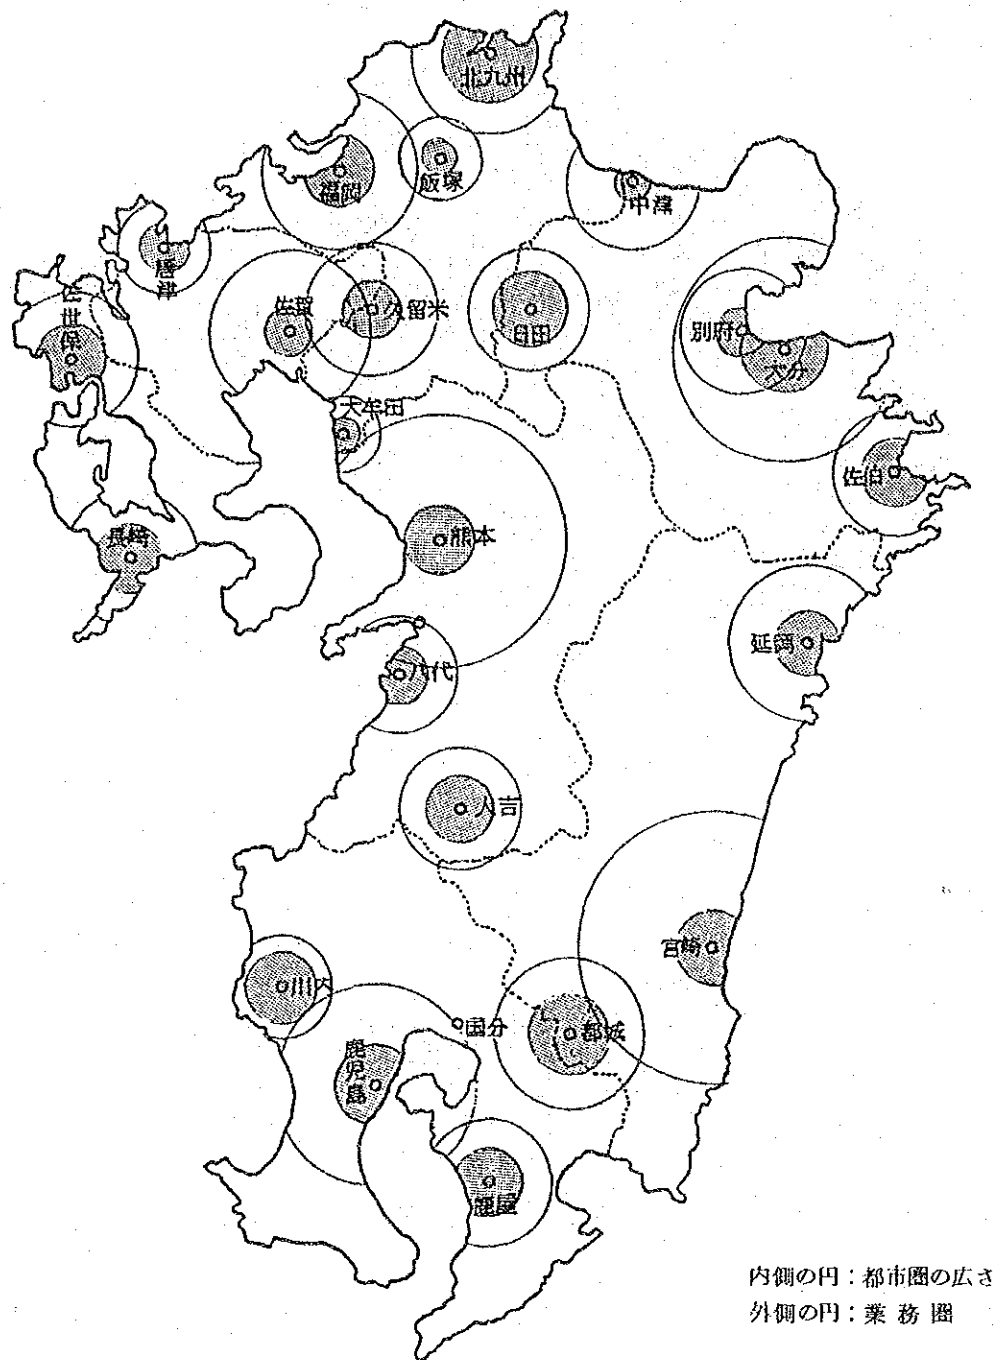 北九州
福岡
飯塚
中津
唐津
佐世保
佐賀
久留米
日田
別府
大分
大牟田
佐伯
長崎
熊本
延岡
八代
人吉
宮崎
川内
国分
都城
鹿児島
鹿屋
内側の円：都市圏の広さ
外側の円：業務圏